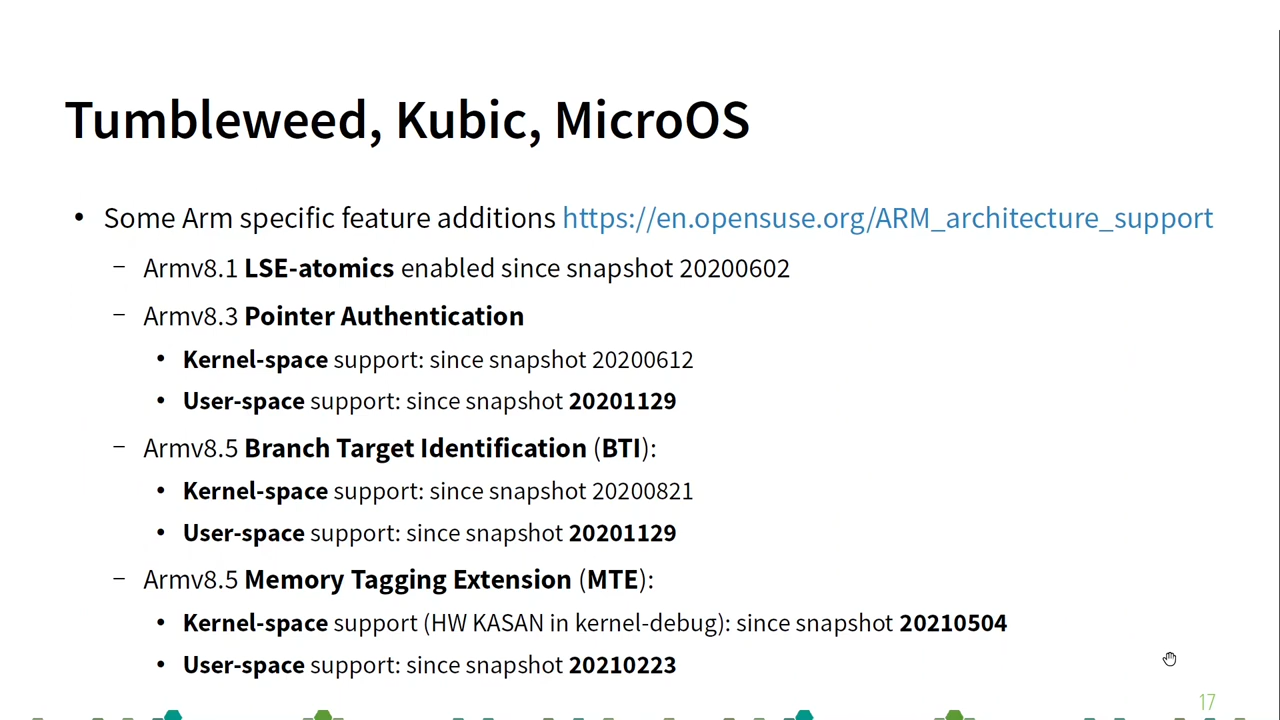 Tumbleweed, Kubic, MicroOS
• Some Arm specific feature additions https://en.opensuse.org/ARM_architecture_support
– Armv8.1 LSE-atomics enabled since snapshot 20200602
– Armv8.3 Pointer Authentication
• Kernel-space support: since snapshot 20200612
• User-space support: since snapshot 20201129
– Armv8.5 Branch Target Identification (BTI):
• Kernel-space support: since snapshot 20200821
• User-space support: since snapshot 20201129
– Armv8.5 Memory Tagging Extension (MTE):
• Kernel-space support (HW KASAN in kernel-debug): since snapshot 20210504
• User-space support: since snapshot 20210223
17